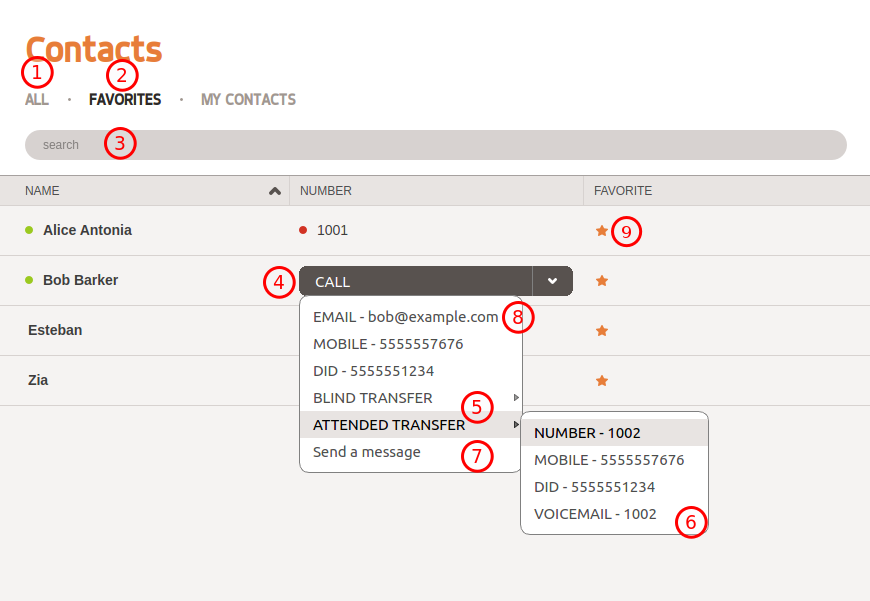 Contacts
1
2
ALL · FAVORITES · MY CONTACTS
search 3
NAME NUMBER FAVORITE
Alice Antonia 1001 9
Bob Barker 4 CALL
EMAIL - bob@example.com 8
Esteban MOBILE - 5555557676
DID - 5555551234
Zia BLIND TRANSFER 5
ATTENDED TRANSFER
Send a message 7
NUMBER - 1002
MOBILE - 5555557676
DID - 5555551234
VOICEMAIL - 1002 6